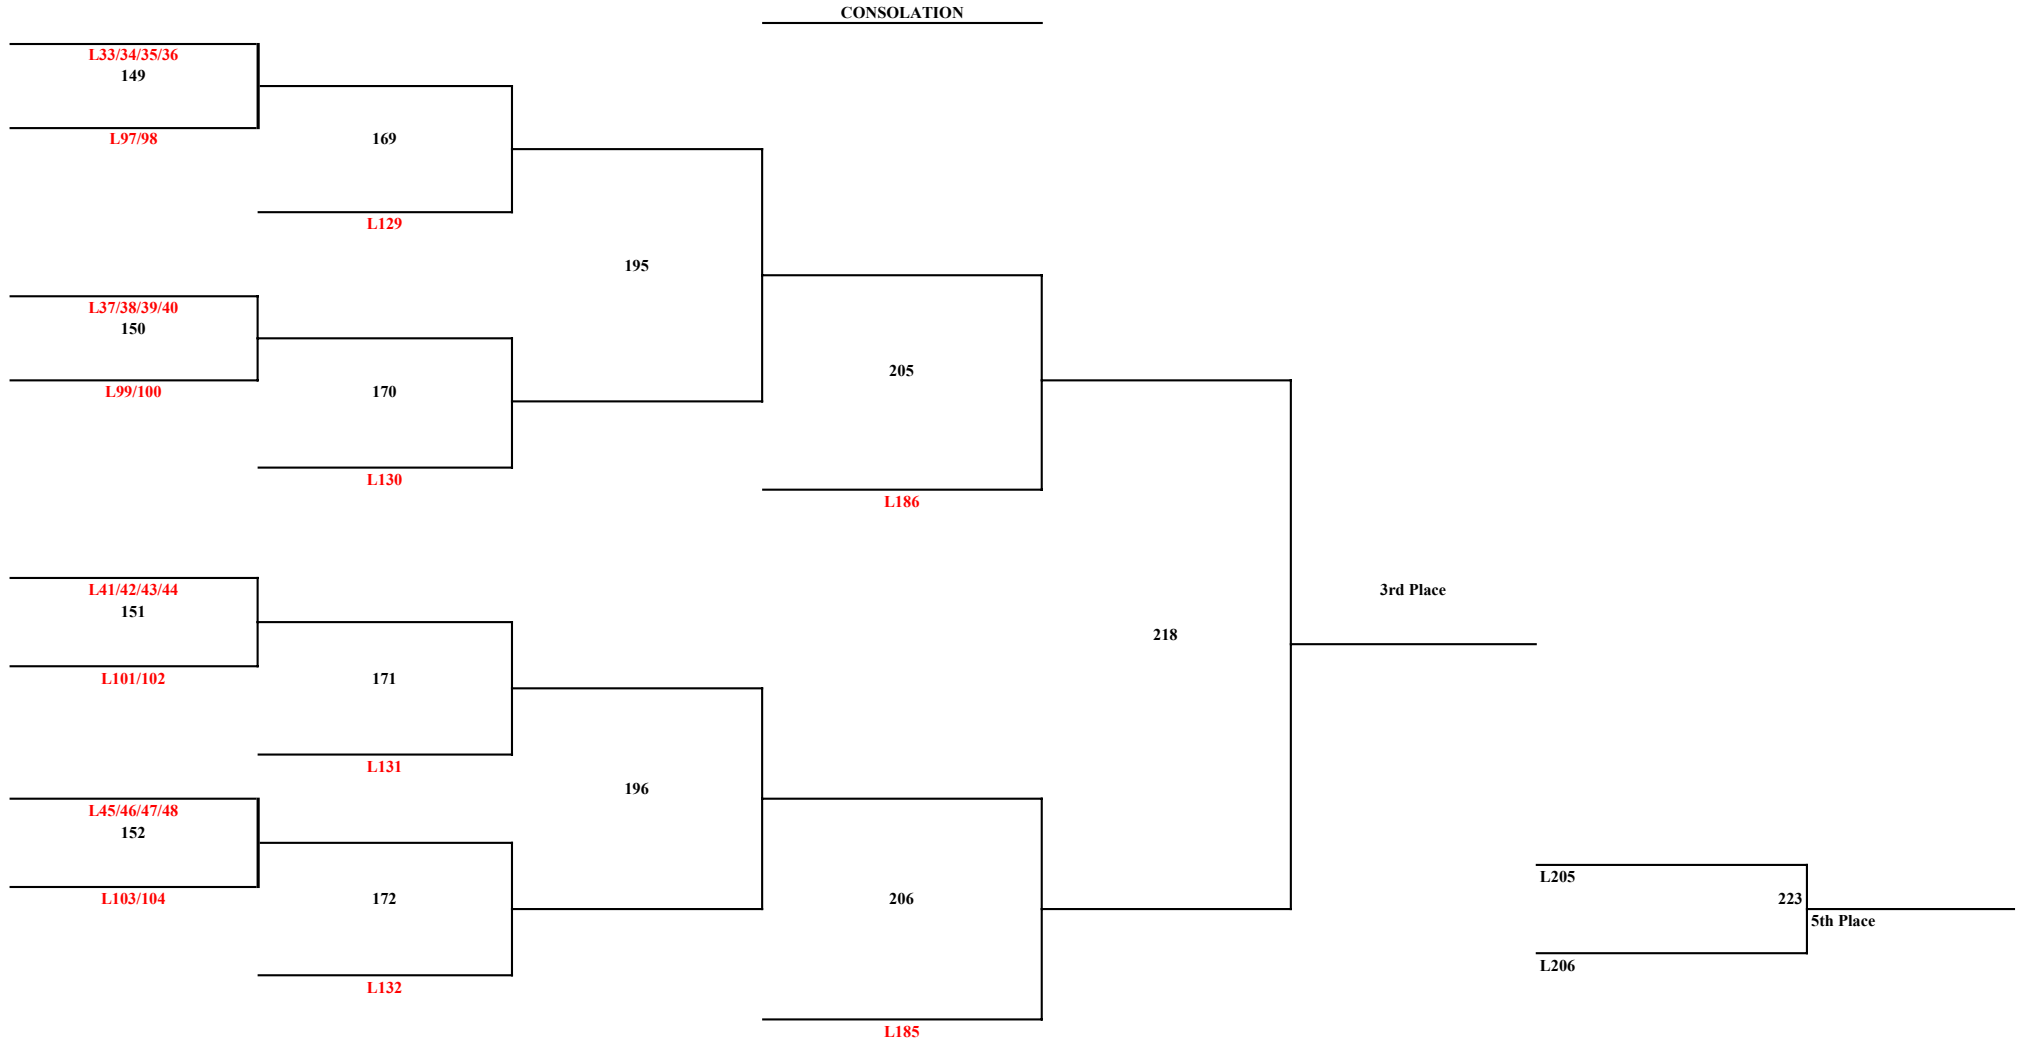 CONSOLATION
L33/34/35/36
149
L97/98
169
L129
195
L37/38/39/40
150
L99/100
170
L130
205
L186
L41/42/43/44
151
L101/102
171
L131
196
L45/46/47/48
152
L103/104
172
L132
206
L185
218
3rd Place
L205
223
5th Place
L206